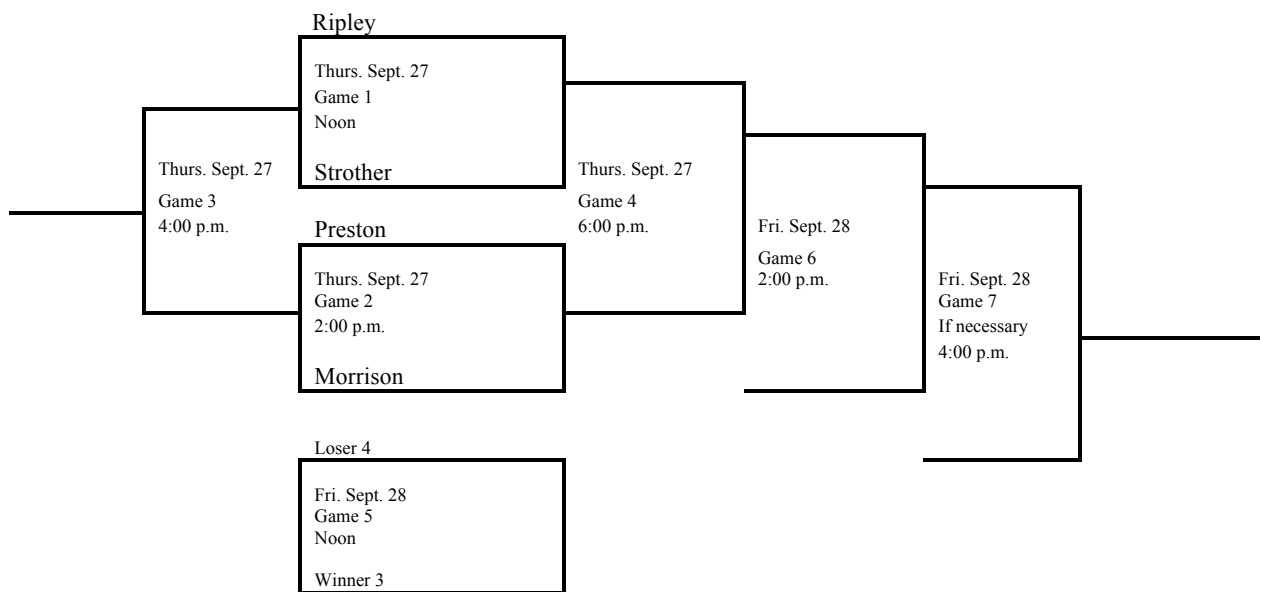 Ripley
Thurs. Sept. 27
Game 1
Noon
Strother
Thurs. Sept. 27
Game 3
4:00 p.m.
Thurs. Sept. 27
Game 4
6:00 p.m.
Preston
Thurs. Sept. 27
Game 2
2:00 p.m.
Morrison
Fri. Sept. 28
Game 6
2:00 p.m.
Fri. Sept. 28
Game 7
If necessary
4:00 p.m.
Loser 4
Fri. Sept. 28
Game 5
Noon
Winner 3